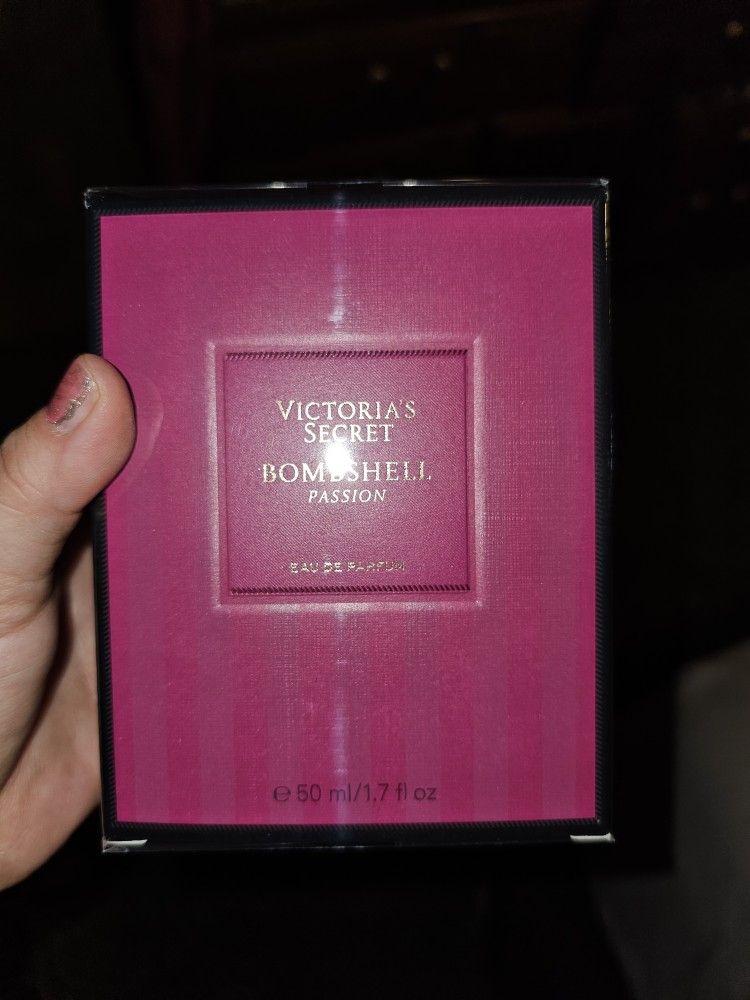 VICTORIA'S
SECRET
BOMBSHELL
PASSION
EAU DE PARFUM
℮ 50 ml/1.7 fl oz